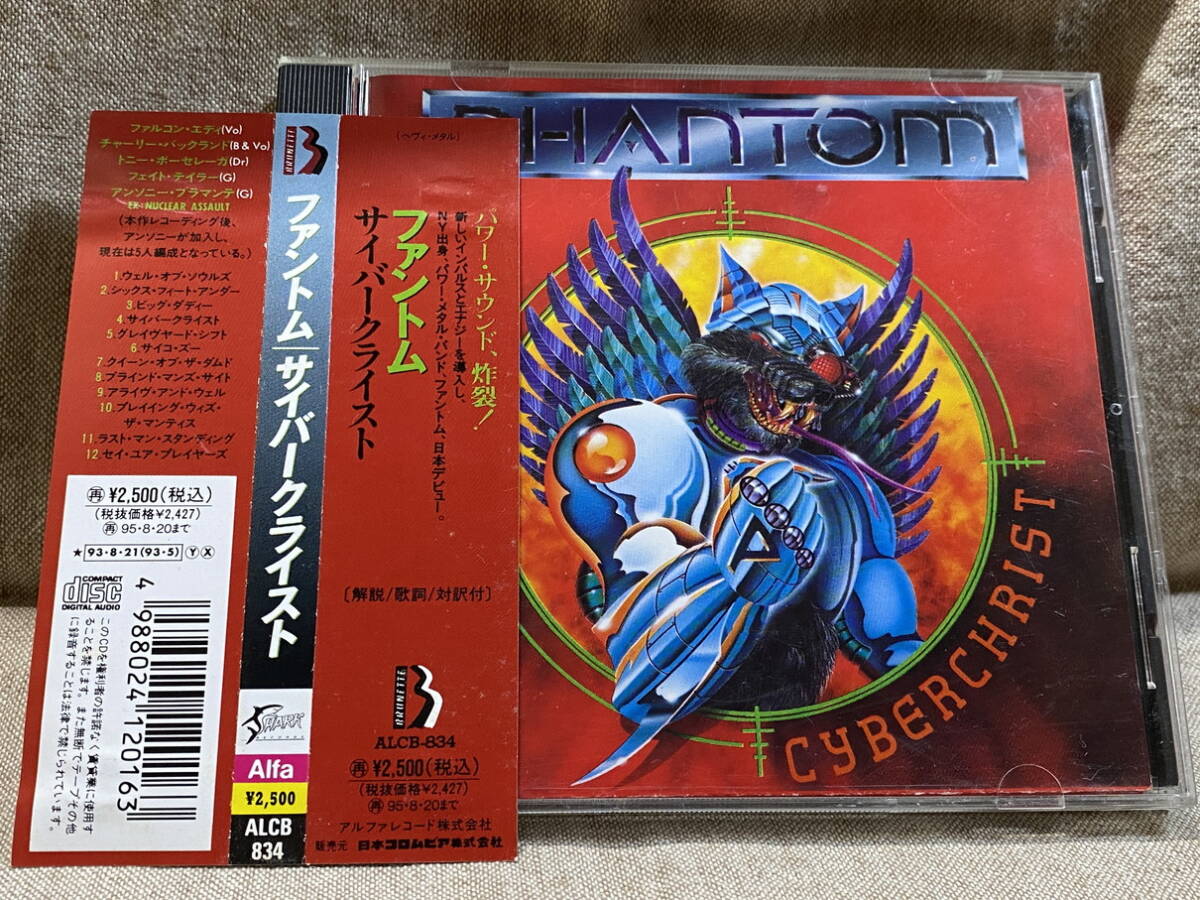 ファルコン・エディ(Vo)
チャーリー・バックランド(B & Vo)
トニー・ボーセレーガ(Dr)
フェイト・テイラー(G)
アンソニー・ブラマンテ(G)
EX:NUCLEAR ASSAULT
(本作レコーディング後、
アンソニーが加入し、
現在は5人編成となっている。)
1.ウェル・オブ・ソウルズ
2.シックス・フィート・アンダー
3.ビッグ・ダディー
4.サイバークライスト
5.グレイヴヤード・シフト
6.サイコ・ズー
7.クイーン・オブ・ザ・ダムド
8.ブラインド・マンズ・サイト
9.アライヴ・アンド・ウェル
10.プレイイング・ウィズ・
ザ・マンティス
11.ラスト・マン・スタンディング
12.セイ・ユア・プレイヤーズ
再 ¥2,500(税込)
(税抜価格¥2,427)
再 95・8・20まで
★ 93・8・21(93・5) Y X
COMPACT
disc
DIGITAL AUDIO
4 988024 120163
このCDを権利者の許諾なく賃貸業に使用す
ることを禁じます。また無断でテープその他
に録音することは法律で禁じられています。
BRUNETTE
ファントム|サイバークライスト
SHARK
RECORDS
Alfa
¥2,500
ALCB
834
(ヘヴィ・メタル)
パワー・サウンド、炸裂!
新しいインパルスとエナジーを導入し、
NY出身、パワー・メタル・バンド、ファントム、日本デビュー。
ファントム
サイバークライスト
〔解説/歌詞/対訳付〕
BRUNETTE
ALCB-834
再 ¥2,500(税込)
(税抜価格¥2,427)
再 95・8・20まで
アルファレコード株式会社
販売元 日本コロムビア株式会社
PHANTOM
CYBERCHRIST